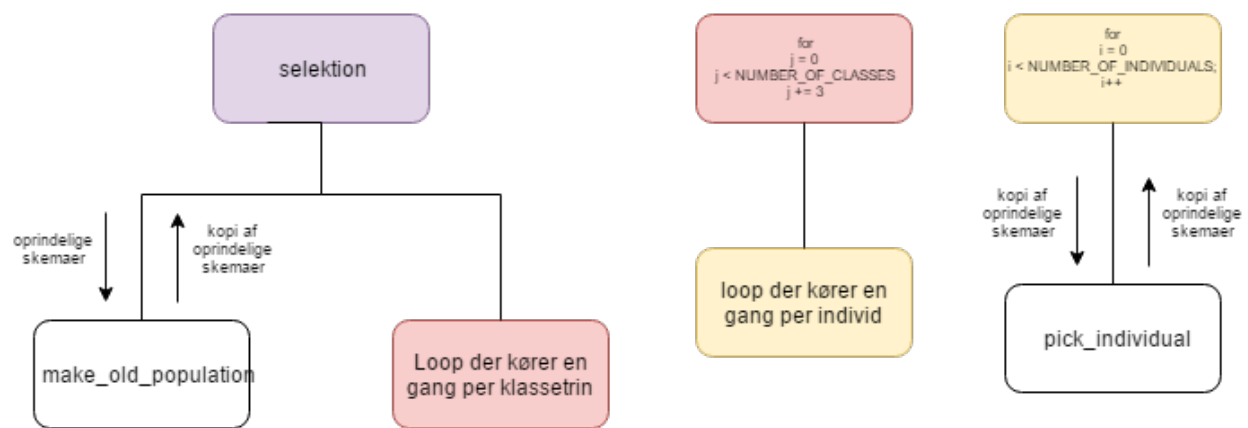 selektion
oprindelige
skemaer
kopi af
oprindelige
skemaer
make_old_population
Loop der kører en
gang per klassetrin
for
j = 0
j < NUMBER_OF_CLASSES
j += 3
loop der kører en
gang per individ
for
i = 0
i < NUMBER_OF_INDIVIDUALS;
i++
kopi af
oprindelige
skemaer
kopi af
oprindelige
skemaer
pick_individual